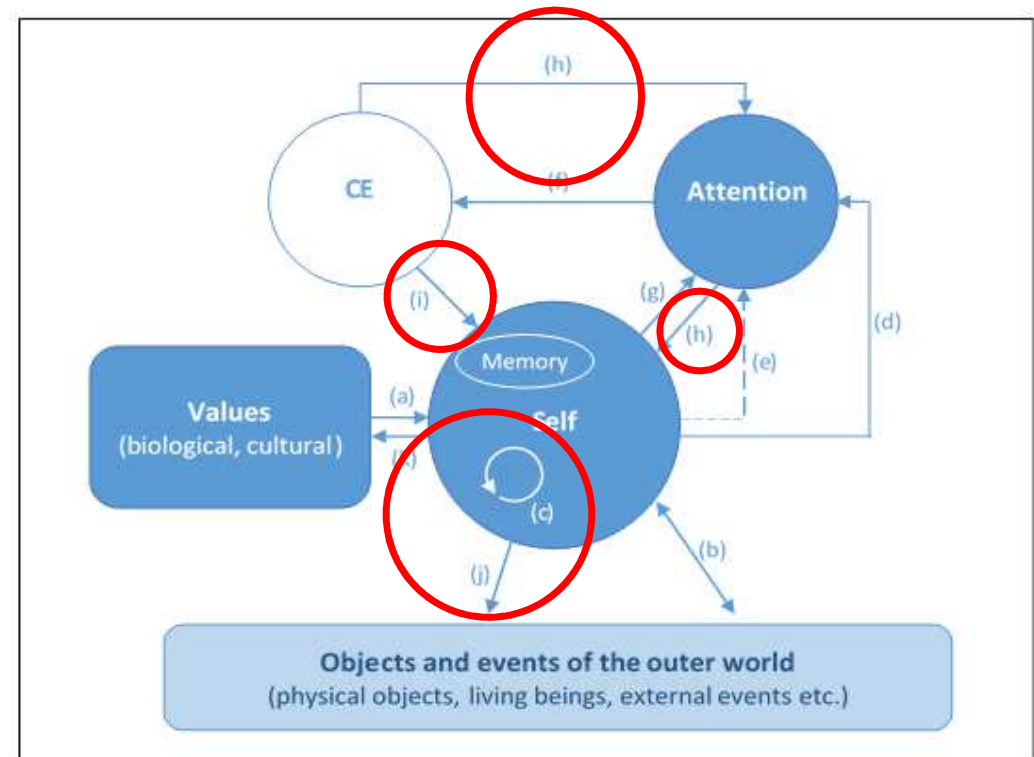 (h)
CE
Attention
(f)
(i)
(g)
(h)
(d)
(e)
Memory
Values
(biological, cultural)
(a)
Self
(k)
(c)
(b)
(j)
Objects and events of the outer world
(physical objects, living beings, external events etc.)